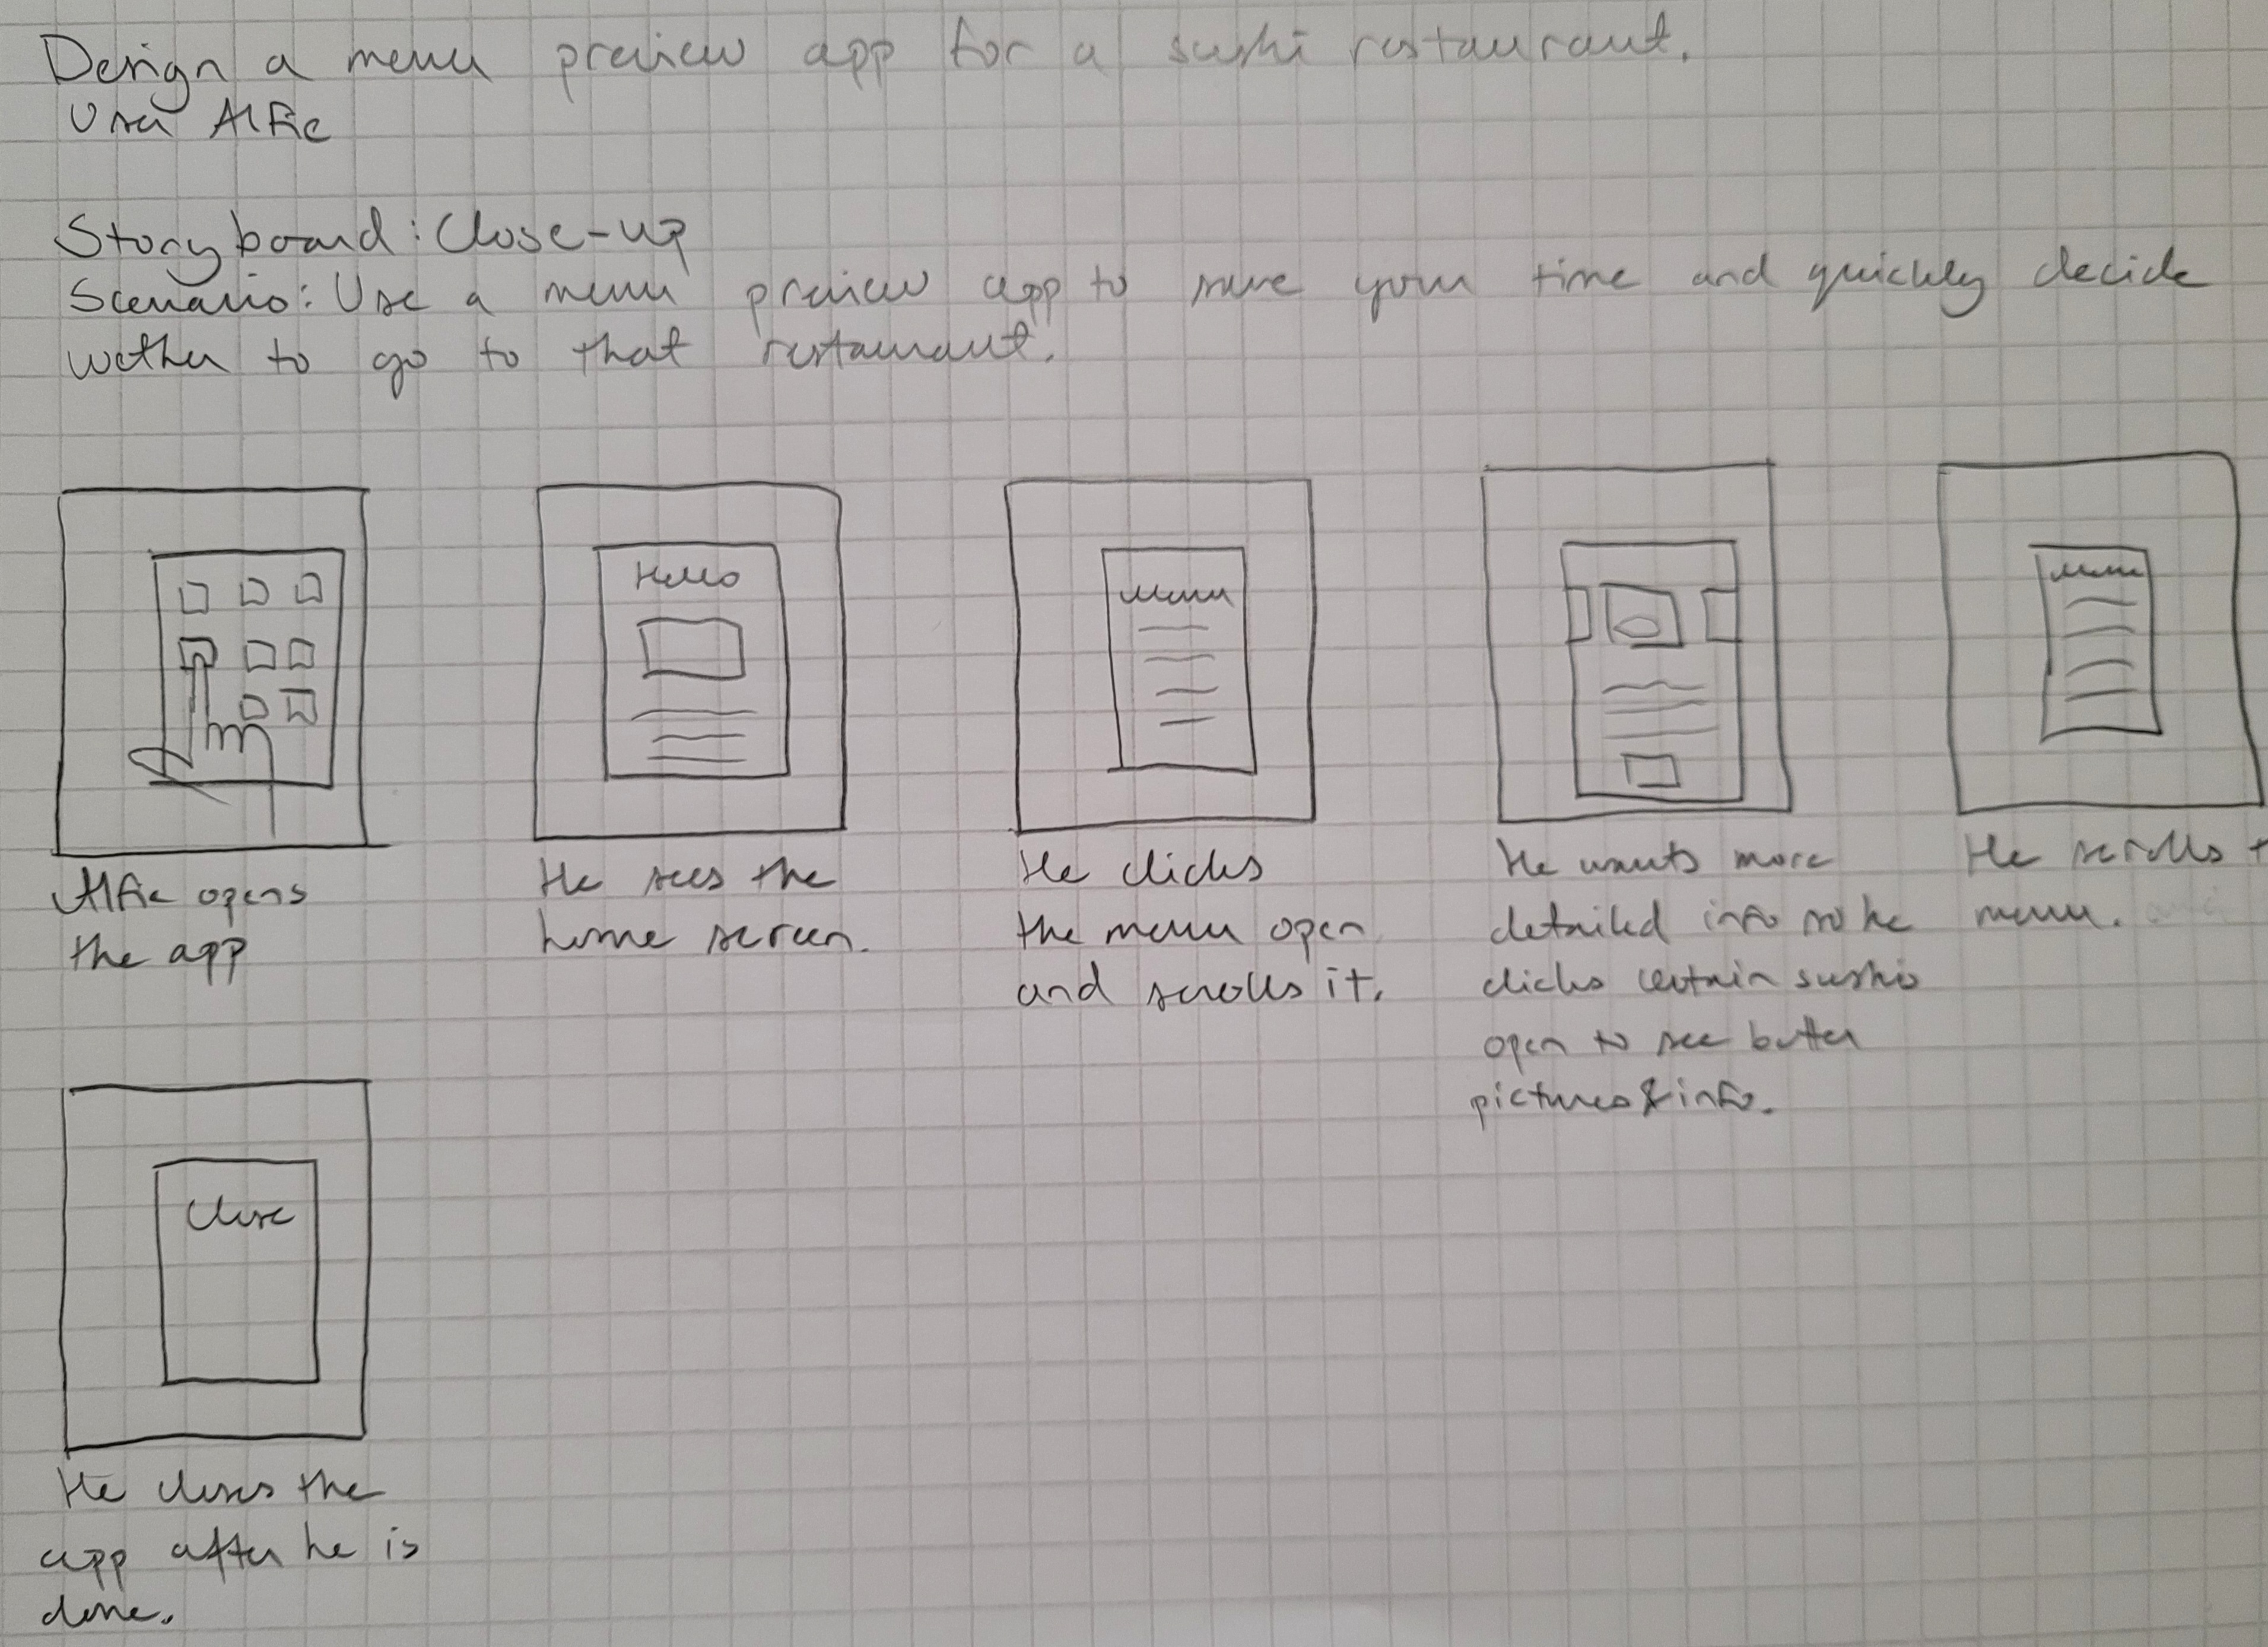 Design a menu preview app for a sushi restaurant.
User Alfie
Storyboard: Close-up
Scenario: Use a menu preview app to save your time and quickly decide
wether to go to that restaurant.
Hello
Menu
Menu
Alfie opens
the app
He sees the
home screen.
He clicks
the menu open
and scrolls it.
He wants more
detailed info so he
clicks certain sushis
open to see better
pictures & info.
He scrolls
menu.
Close
He closes the
app after he is
done.